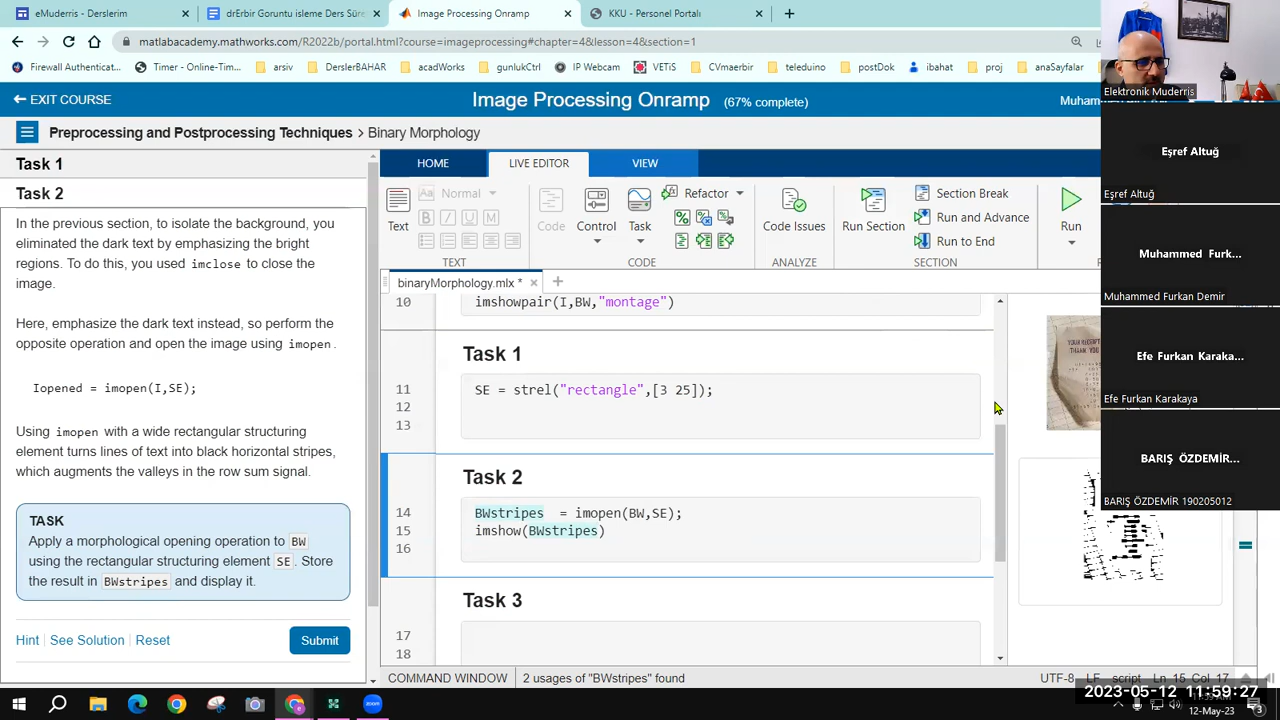 eMuderris - Derslerim
drErbir Goruntu isleme Ders Süre
Image Processing Onramp
KKU - Personel Portalı
matlabacademy.mathworks.com/R2022b/portal.html?course=imageprocessing#chapter=4&lesson=4&section=1
Firewall Authenticat...
Timer - Online-Tim...
arsiv
DerslerBAHAR
acadWorks
gunlukCtrl
IP Webcam
VETiS
CVmaerbir
teleduino
postDok
ibahat
proj
anaSayfalar
EXIT COURSE
Image Processing Onramp (67% complete)
Preprocessing and Postprocessing Techniques > Binary Morphology
Task 1
Task 2
In the previous section, to isolate the background, you
eliminated the dark text by emphasizing the bright
regions. To do this, you used imclose to close the
image.
Here, emphasize the dark text instead, so perform the
opposite operation and open the image using imopen.
Iopened = imopen(I,SE);
Using imopen with a wide rectangular structuring
element turns lines of text into black horizontal stripes,
which augments the valleys in the row sum signal.
TASK
Apply a morphological opening operation to BW
using the rectangular structuring element SE. Store
the result in BWstripes and display it.
Hint
See Solution
Reset
Submit
HOME
LIVE EDITOR
VIEW
Text
Aa Normal
B I U M
TEXT
Code
Control
Task
Refactor
CODE
Code Issues
ANALYZE
Run Section
Section Break
Run and Advance
Run to End
SECTION
Run
binaryMorphology.mlx *
10 imshowpair(I,BW,"montage")
Task 1
11 SE = strel("rectangle",[3 25]);
12
13
Task 2
14 BWstripes = imopen(BW,SE);
15 imshow(BWstripes)
16
Task 3
17
18
COMMAND WINDOW
2 usages of "BWstripes" found
UTF-8
LF
script
Ln 15 Col 17
Elektronik Muderris
Eşref Altuğ
Eşref Altuğ
Muhammed Furk...
Muhammed Furkan Demir
Efe Furkan Karaka...
Efe Furkan Karakaya
BARIŞ ÖZDEMİR...
BARIŞ ÖZDEMİR 190205012
2023-05-12 11:59:27
12-May-23